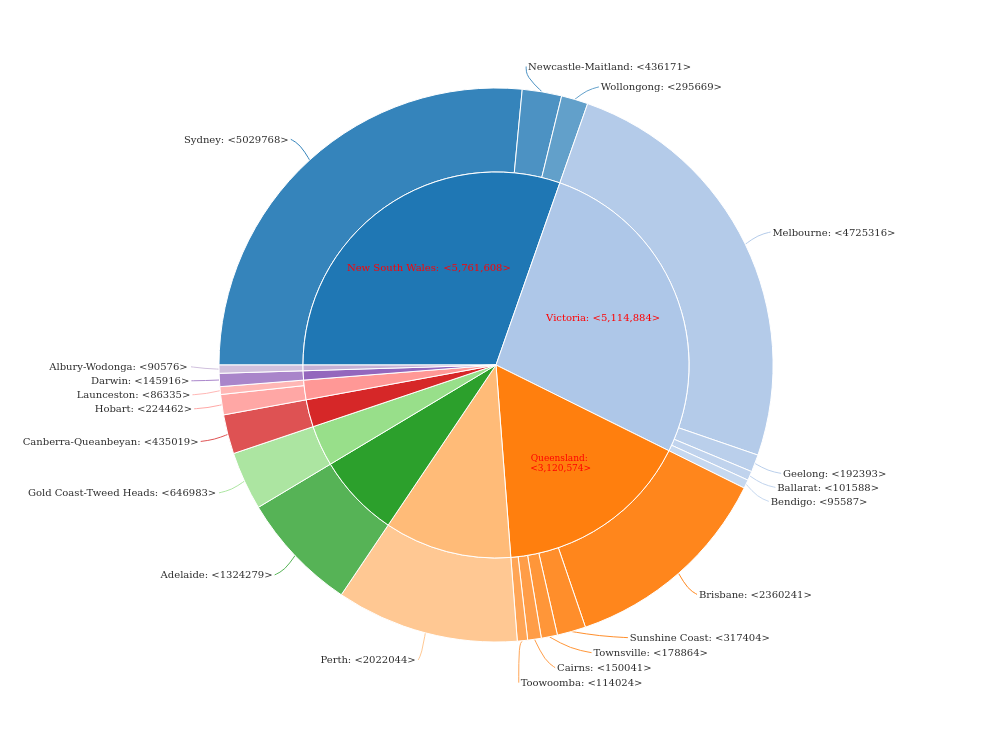 Newcastle-Maitland: <436171>
Wollongong: <295669>
Sydney: <5029768>
Melbourne: <4725316>
New South Wales: <5,761,608>
Victoria: <5,114,884>
Albury-Wodonga: <90576>
Darwin: <145916>
Launceston: <86335>
Hobart: <224462>
Canberra-Queanbeyan: <435019>
Queensland:
<3,120,574>
Geelong: <192393>
Ballarat: <101588>
Bendigo: <95587>
Gold Coast-Tweed Heads: <646983>
Adelaide: <1324279>
Brisbane: <2360241>
Sunshine Coast: <317404>
Townsville: <178864>
Perth: <2022044>
Cairns: <150041>
Toowoomba: <114024>